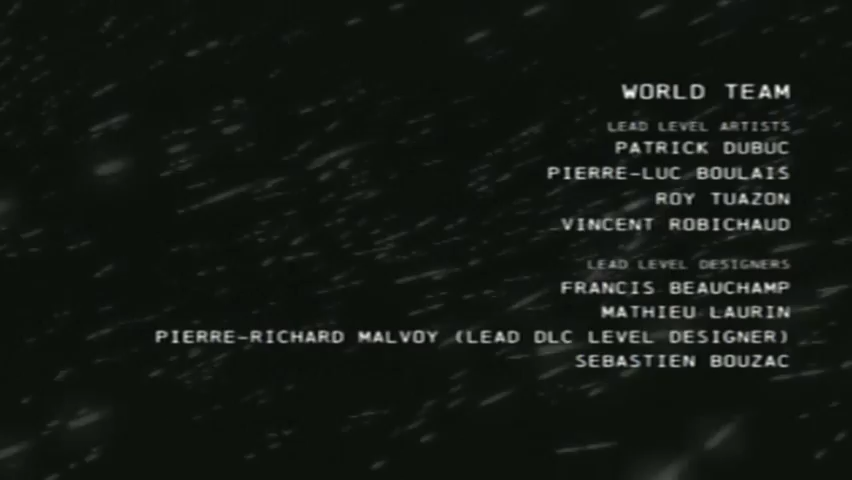 WORLD TEAM
LEAD LEVEL ARTISTS
PATRICK DUBUC
PIERRE-LUC BOULAIS
ROY TUAZON
VINCENT ROBICHAUD
LEAD LEVEL DESIGNERS
FRANCIS BEAUCHAMP
MATHIEU LAURIN
PIERRE-RICHARD MALVOY (LEAD DLC LEVEL DESIGNER)
SEBASTIEN BOUZAC